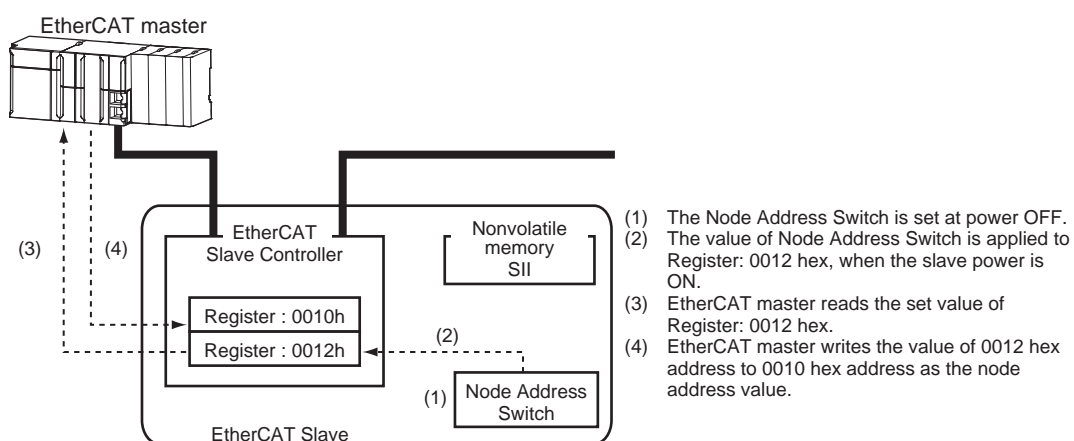 EtherCAT master
(3)
(4)
EtherCAT
Slave Controller
Register : 0010h
Register : 0012h
Nonvolatile
memory
SII
(2)
(1)
Node Address
Switch
EtherCAT Slave
(1) The Node Address Switch is set at power OFF.
(2) The value of Node Address Switch is applied to
Register: 0012 hex, when the slave power is
ON.
(3) EtherCAT master reads the set value of
Register: 0012 hex.
(4) EtherCAT master writes the value of 0012 hex
address to 0010 hex address as the node
address value.